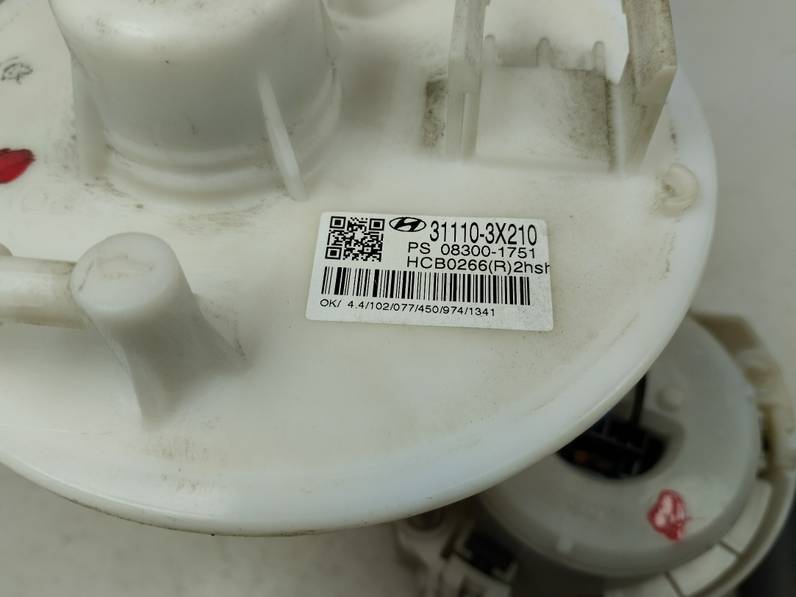 31110-3X210
PS 08300-1751
HCB0266(R)2hsh
OK/ 4.4/102/077/450/974/1341